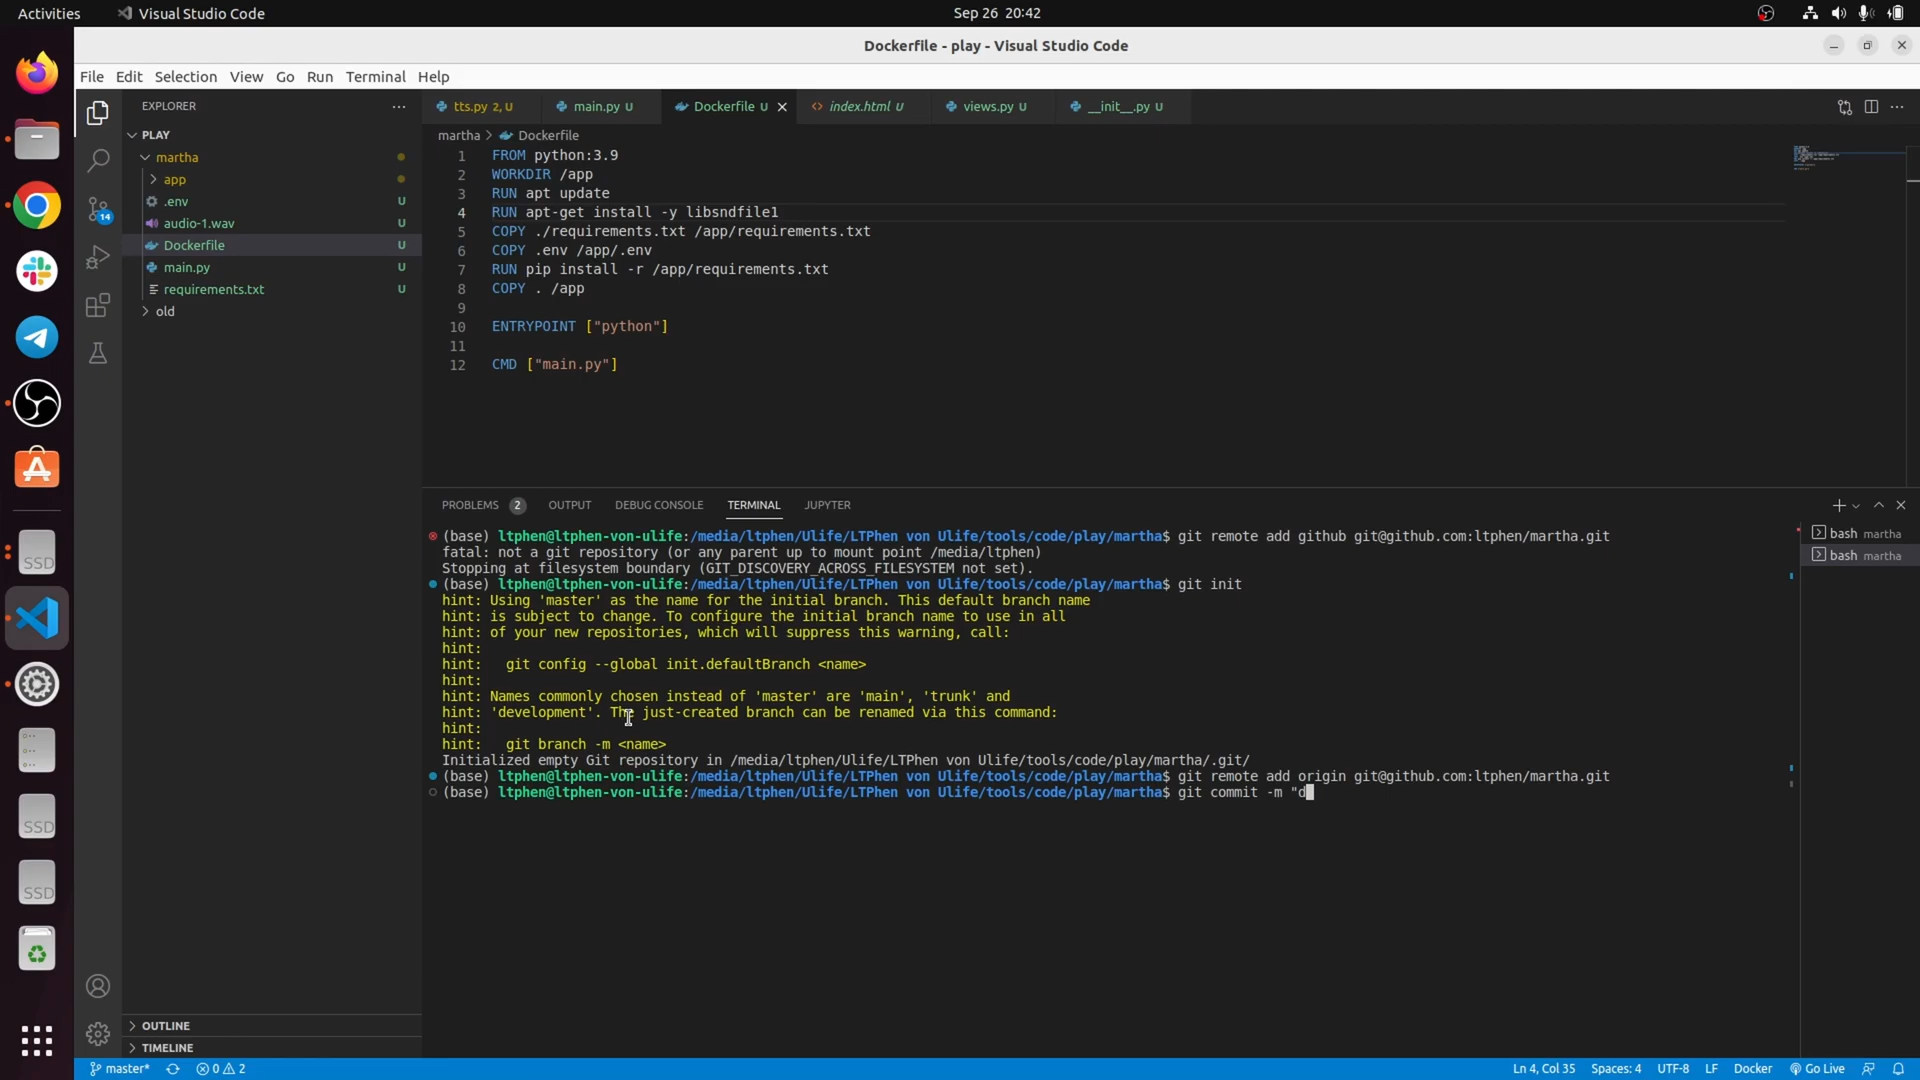 Activities
Visual Studio Code
Sep 26 20:42
Dockerfile - play - Visual Studio Code
File Edit Selection View Go Run Terminal Help
EXPLORER
PLAY
martha
app
.env U
audio-1.wav U
Dockerfile U
main.py U
requirements.txt U
old
OUTLINE
TIMELINE
14
SSD
SSD
SSD
tts.py 2, U
main.py U
Dockerfile U
index.html U
views.py U
__init__.py U
martha > Dockerfile
1 FROM python:3.9
2 WORKDIR /app
3 RUN apt update
4 RUN apt-get install -y libsndfile1
5 COPY ./requirements.txt /app/requirements.txt
6 COPY .env /app/.env
7 RUN pip install -r /app/requirements.txt
8 COPY . /app
9
10 ENTRYPOINT ["python"]
11
12 CMD ["main.py"]
PROBLEMS 2 OUTPUT DEBUG CONSOLE TERMINAL JUPYTER
(base) ltphen@ltphen-von-ulife:/media/ltphen/Ulife/LTPhen von Ulife/tools/code/play/martha$ git remote add github git@github.com:ltphen/martha.git
fatal: not a git repository (or any parent up to mount point /media/ltphen)
Stopping at filesystem boundary (GIT_DISCOVERY_ACROSS_FILESYSTEM not set).
(base) ltphen@ltphen-von-ulife:/media/ltphen/Ulife/LTPhen von Ulife/tools/code/play/martha$ git init
hint: Using 'master' as the name for the initial branch. This default branch name
hint: is subject to change. To configure the initial branch name to use in all
hint: of your new repositories, which will suppress this warning, call:
hint:
hint:   git config --global init.defaultBranch <name>
hint:
hint: Names commonly chosen instead of 'master' are 'main', 'trunk' and
hint: 'development'. The just-created branch can be renamed via this command:
hint:
hint:   git branch -m <name>
Initialized empty Git repository in /media/ltphen/Ulife/LTPhen von Ulife/tools/code/play/martha/.git/
(base) ltphen@ltphen-von-ulife:/media/ltphen/Ulife/LTPhen von Ulife/tools/code/play/martha$ git remote add origin git@github.com:ltphen/martha.git
(base) ltphen@ltphen-von-ulife:/media/ltphen/Ulife/LTPhen von Ulife/tools/code/play/martha$ git commit -m "d
bash martha
bash martha
master* 0 2
Ln 4, Col 35 Spaces: 4 UTF-8 LF Docker Go Live